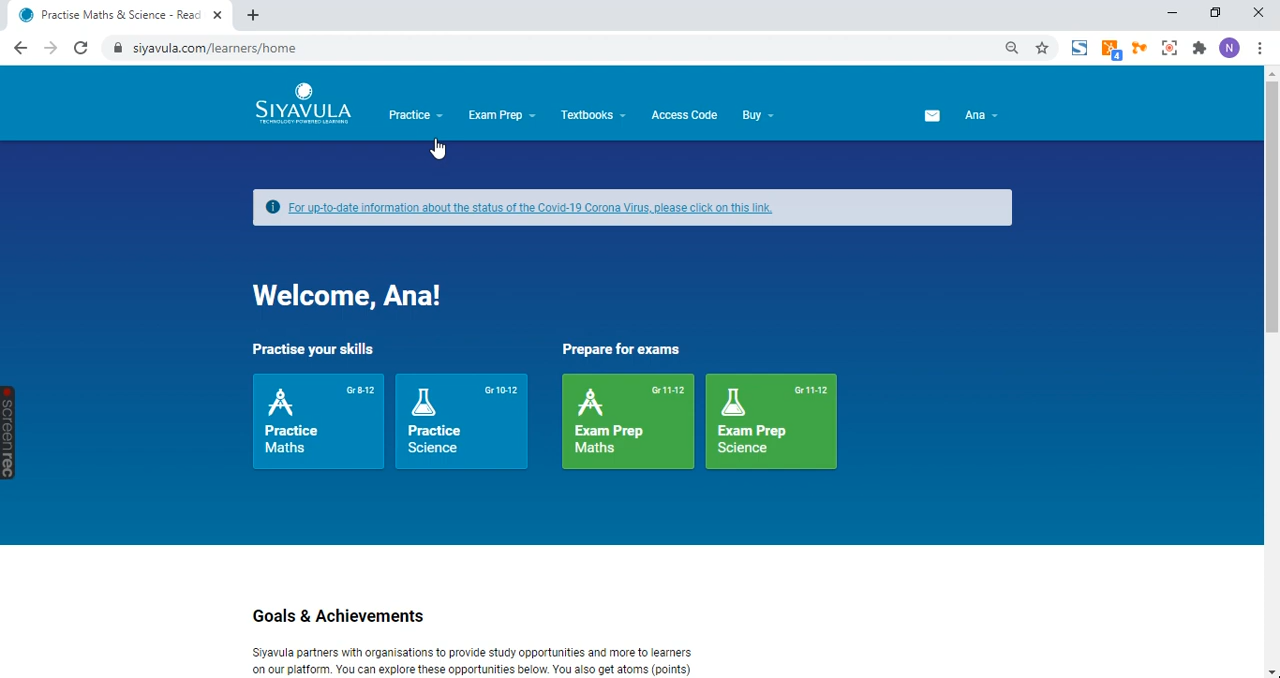 Practise Maths & Science - Read
siyavula.com/learners/home
4
N
SIYAVULA
TECHNOLOGY-POWERED LEARNING
Practice
Exam Prep
Textbooks
Access Code
Buy
Ana
For up-to-date information about the status of the Covid-19 Corona Virus, please click on this link.
Welcome, Ana!
Practise your skills
Prepare for exams
Gr 8-12
Practice
Maths
Gr 10-12
Practice
Science
Gr 11-12
Exam Prep
Maths
Gr 11-12
Exam Prep
Science
screenrec
Goals & Achievements
Siyavula partners with organisations to provide study opportunities and more to learners
on our platform. You can explore these opportunities below. You also get atoms (points)